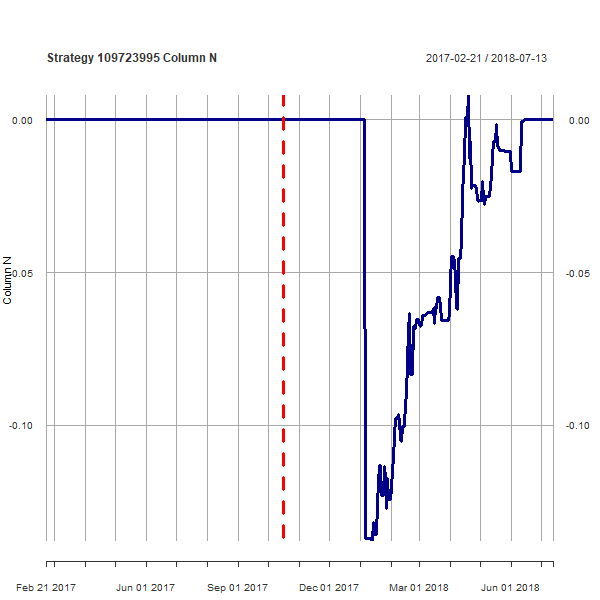 Strategy 109723995 Column N
2017-02-21 / 2018-07-13
0.00 0.00
-0.05 -0.05
-0.10 -0.10
Column N
Feb 21 2017 Jun 01 2017 Sep 01 2017 Dec 01 2017 Mar 01 2018 Jun 01 2018